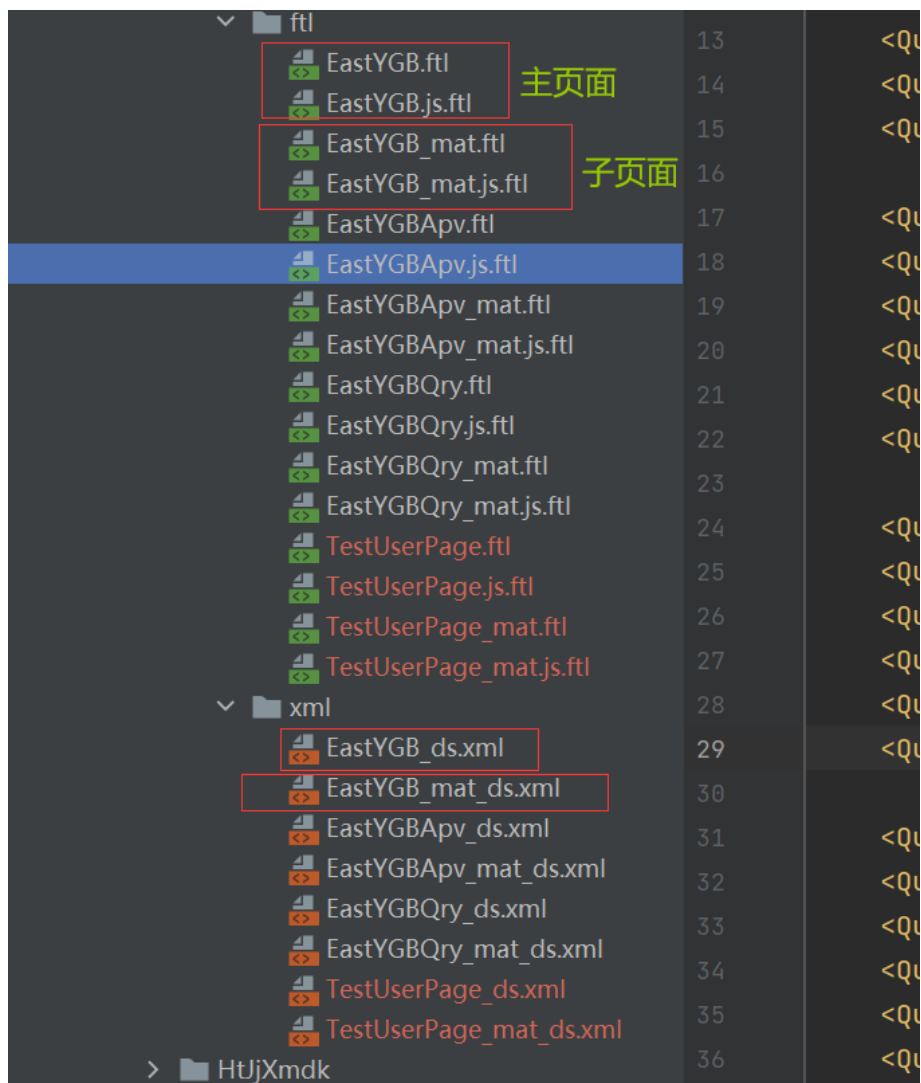 ftl
EastYGB.ftl
EastYGB.js.ftl
主页面
EastYGB_mat.ftl
EastYGB_mat.js.ftl
子页面
EastYGBApv.ftl
EastYGBApv.js.ftl
EastYGBApv_mat.ftl
EastYGBApv_mat.js.ftl
EastYGBQry.ftl
EastYGBQry.js.ftl
EastYGBQry_mat.ftl
EastYGBQry_mat.js.ftl
TestUserPage.ftl
TestUserPage.js.ftl
TestUserPage_mat.ftl
TestUserPage_mat.js.ftl
xml
EastYGB_ds.xml
EastYGB_mat_ds.xml
EastYGBApv_ds.xml
EastYGBApv_mat_ds.xml
EastYGBQry_ds.xml
EastYGBQry_mat_ds.xml
TestUserPage_ds.xml
TestUserPage_mat_ds.xml
HtJjXmdk
13 <Qu
14 <Qu
15 <Qu
16
17 <Qu
18 <Qu
19 <Qu
20 <Qu
21 <Qu
22 <Qu
23
24 <Qu
25 <Qu
26 <Qu
27 <Qu
28 <Qu
29 <Qu
30
31 <Qu
32 <Qu
33 <Qu
34 <Qu
35 <Qu
36 <Qu